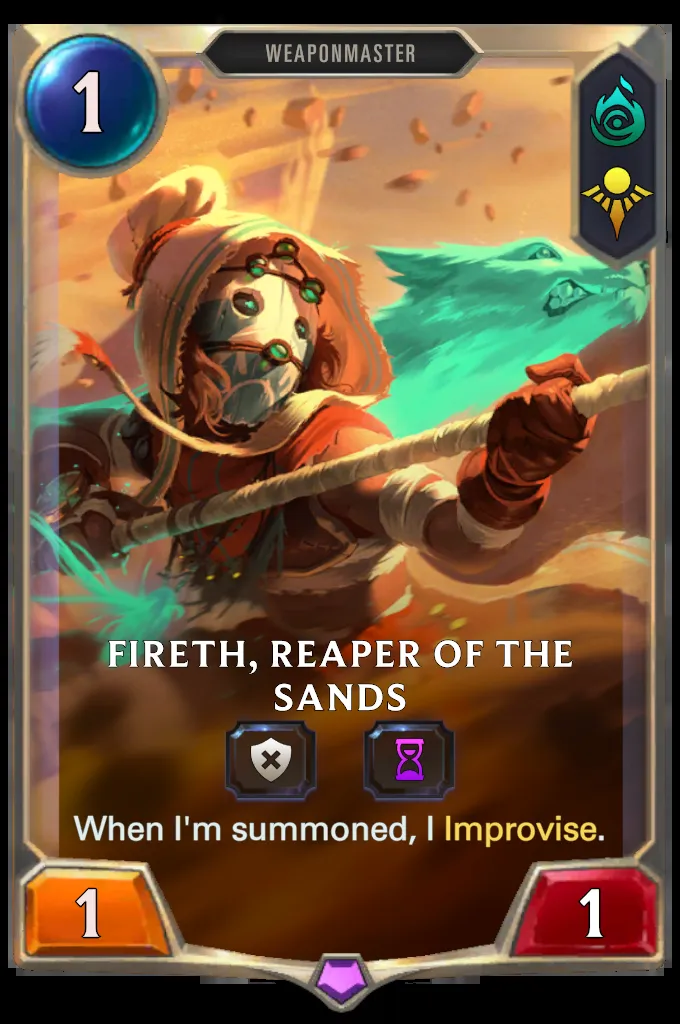 WEAPONMASTER
1
FIRETH, REAPER OF THE
SANDS
When I'm summoned, I Improvise.
1
1